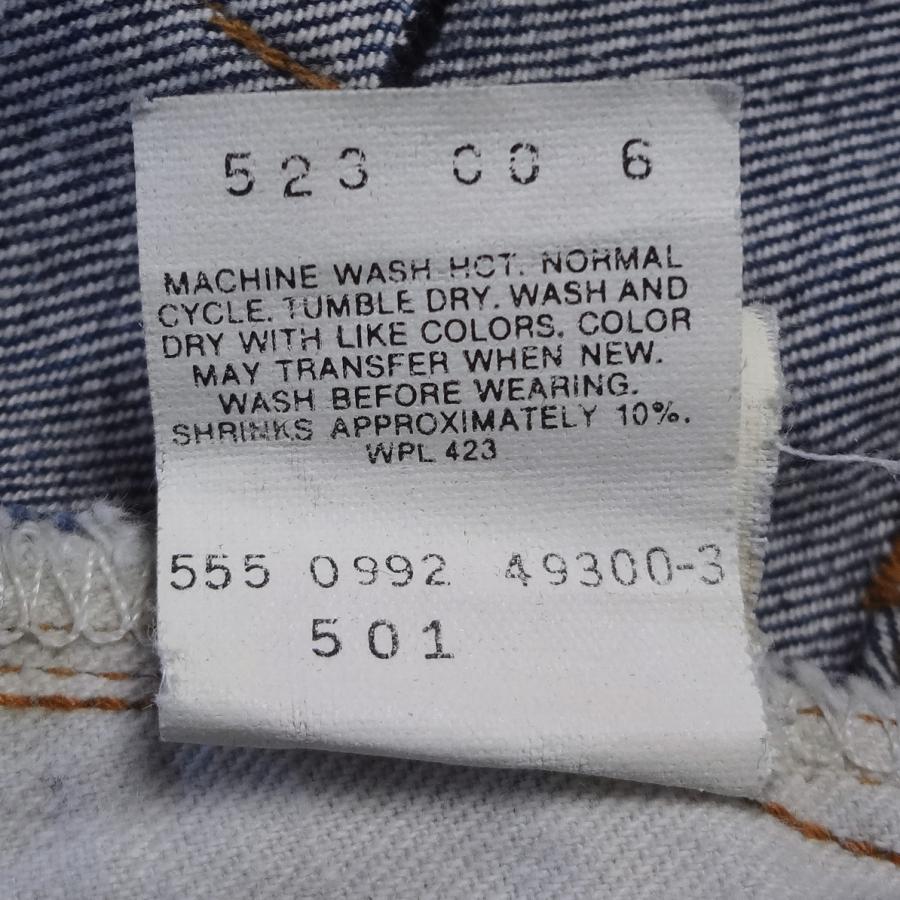 523 00 6
MACHINE WASH HOT. NORMAL
CYCLE. TUMBLE DRY. WASH AND
DRY WITH LIKE COLORS. COLOR
MAY TRANSFER WHEN NEW.
WASH BEFORE WEARING.
SHRINKS APPROXIMATELY 10%.
WPL 423
555 0992 49300-3
501